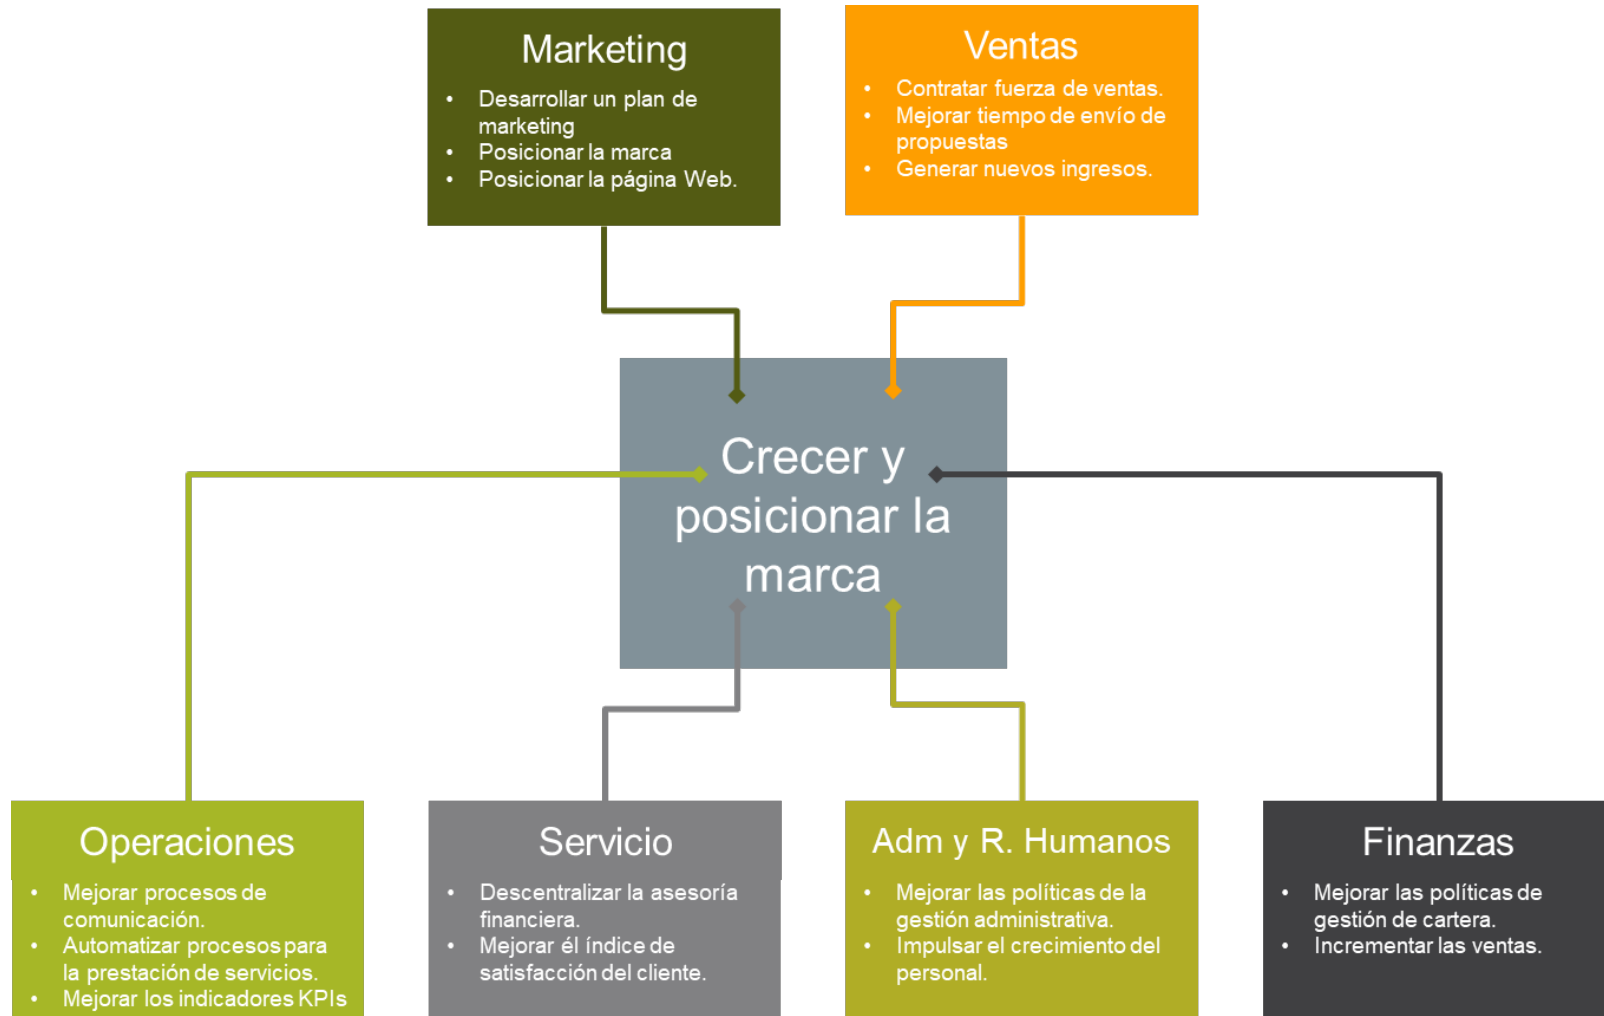 Marketing
• Desarrollar un plan de
marketing
• Posicionar la marca
• Posicionar la página Web.
Ventas
• Contratar fuerza de ventas.
• Mejorar tiempo de envío de
propuestas
• Generar nuevos ingresos.
Crecer y
posicionar la
marca
Operaciones
• Mejorar procesos de
comunicación.
• Automatizar procesos para
la prestación de servicios.
• Mejorar los indicadores KPIs
Servicio
• Descentralizar la asesoría
financiera.
• Mejorar él índice de
satisfacción del cliente.
Adm y R. Humanos
• Mejorar las políticas de la
gestión administrativa.
• Impulsar el crecimiento del
personal.
Finanzas
• Mejorar las políticas de
gestión de cartera.
• Incrementar las ventas.